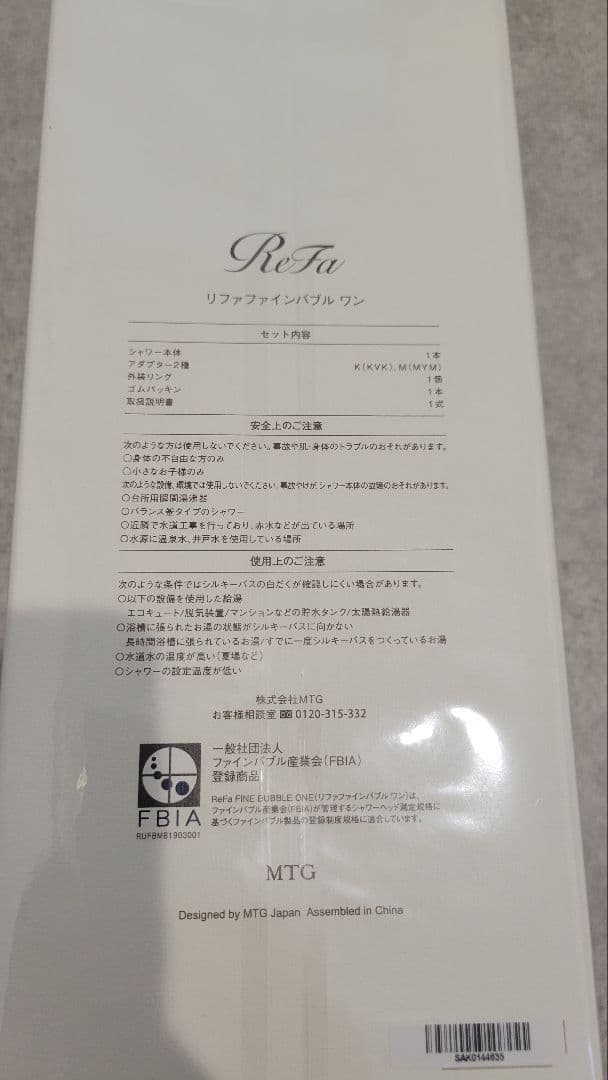 ReFa
リファファインバブル ワン
セット内容
シャワー本体 1本
アダプター2種 K(KVK)、M(MYM)
外装リング 1個
ゴムパッキン 1本
取扱説明書 1式
安全上のご注意
次のような方は使用しないでください。事故や肌・身体のトラブルのおそれがあります。
○身体の不自由な方のみ
○小さなお子様のみ
次のような設備、環境では使用しないでください。事故やけが、シャワー本体の故障のおそれがあります。
○台所用瞬間湯沸器
○バランス釜タイプのシャワー
○近隣で水道工事を行っており、赤水などが出ている場所
○水源に温泉水、井戸水を使用している場所
使用上のご注意
次のような条件ではシルキーバスの白だくが確認しにくい場合があります。
○以下の設備を使用した給湯
エコキュート/脱気装置/マンションなどの貯水タンク/太陽熱給湯器
○浴槽に張られたお湯の状態がシルキーバスに向かない
長時間浴槽に張られているお湯/すでに一度シルキーバスをつくっているお湯
○水道水の温度が高い(夏場など)
○シャワーの設定温度が低い
株式会社MTG
お客様相談室 0120-315-332
一般社団法人
ファインバブル産業会(FBIA)
登録商品
FBIA
RUFBMB1903001
ReFa FINE BUBBLE ONE(リファファインバブル ワン)は、
ファインバブル産業会(FBIA)が管理するシャワーヘッド測定規格に
基づくファインバブル製品の登録制度規格に適合しています。
MTG
Designed by MTG Japan Assembled in China
SAK0144635